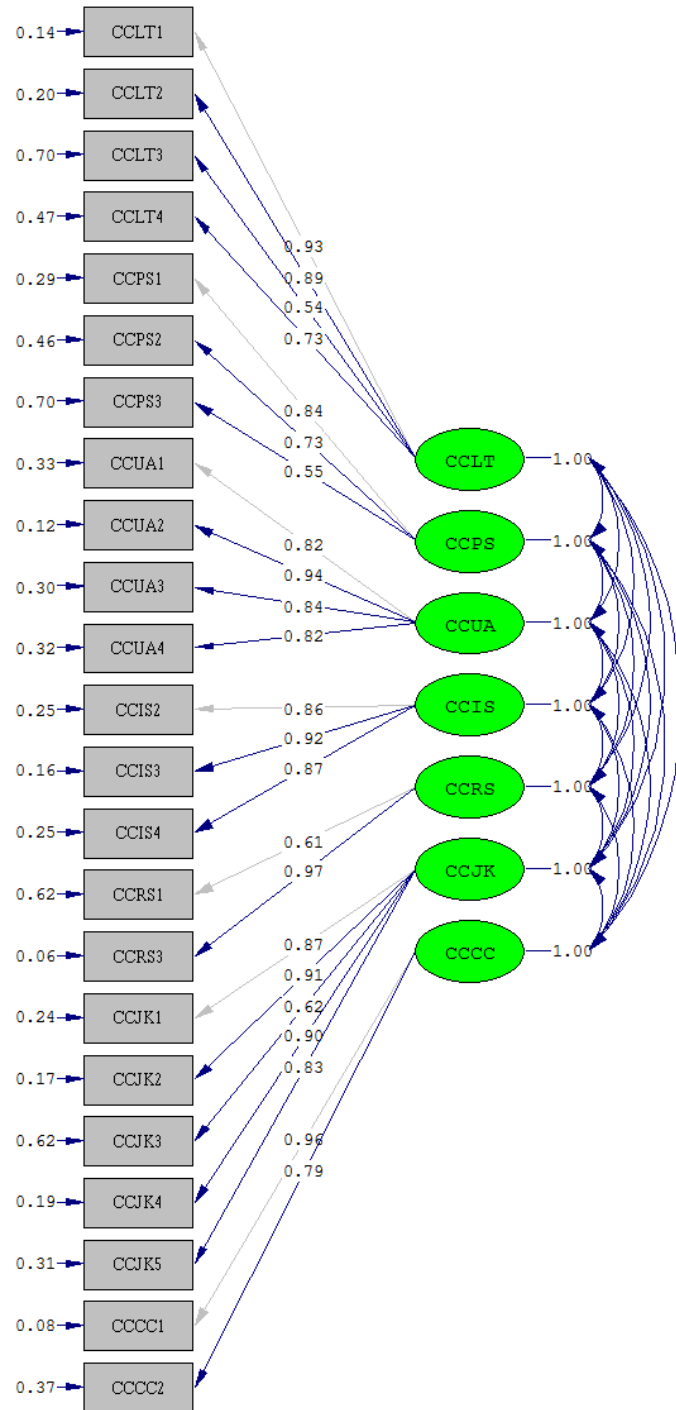 0.14 CCLT1
0.20 CCLT2
0.70 CCLT3
0.47 CCLT4
0.93
0.29 CCPS1
0.89
0.54
0.46 CCPS2
0.73
0.70 CCPS3
0.84
0.73
0.33 CCUA1
0.55
CCLT 1.00
0.12 CCUA2
0.82
CCPS 1.00
0.94
0.30 CCUA3
0.84
0.32 CCUA4
0.82
CCUA 1.00
0.25 CCIS2
0.86
CCIS 1.00
0.92
0.16 CCIS3
0.87
0.25 CCIS4
CCRS 1.00
0.61
0.62 CCRS1
0.97
CCJK 1.00
0.06 CCRS3
0.87
CCCC 1.00
0.91
0.24 CCJK1
0.62
0.90
0.17 CCJK2
0.83
0.62 CCJK3
0.96
0.79
0.19 CCJK4
0.31 CCJK5
0.08 CCCC1
0.37 CCCC2